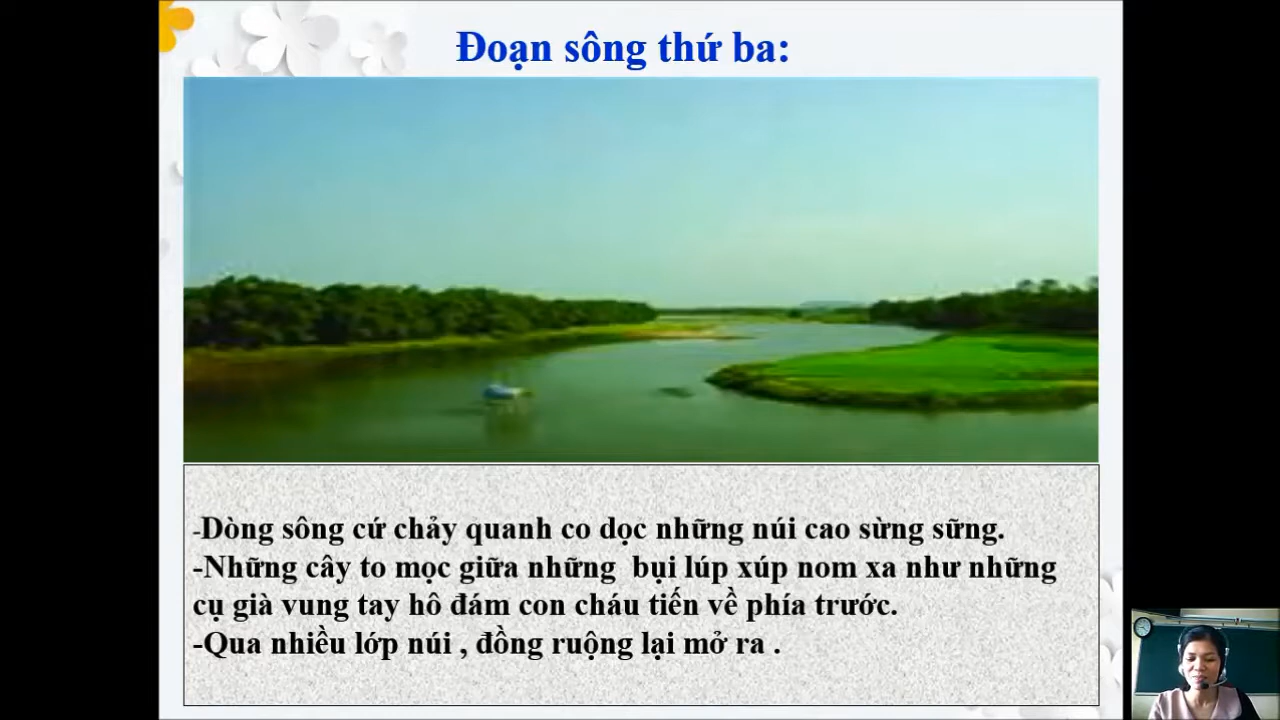 Đoạn sông thứ ba:
-Dòng sông cứ chảy quanh co dọc những núi cao sừng sững.
-Những cây to mọc giữa những  bụi lúp xúp nom xa như những
cụ già vung tay hô đám con cháu tiến về phía trước.
-Qua nhiều lớp núi , đồng ruộng lại mở ra .